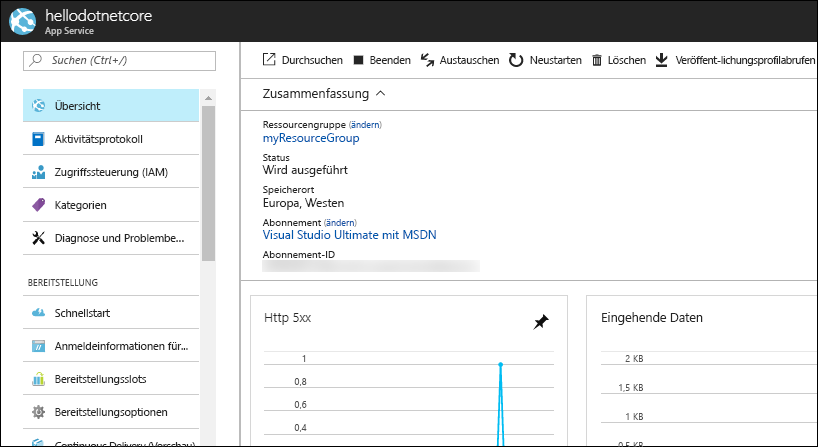 hellodotnetcore
App Service
Suchen (Ctrl+/)
Übersicht
Aktivitätsprotokoll
Zugriffssteuerung (IAM)
Kategorien
Diagnose und Problembe...
BEREITSTELLUNG
Schnellstart
Anmeldeinformationen für...
Bereitstellungsslots
Bereitstellungsoptionen
Continuous Delivery (Vorschau)
Durchsuchen Beenden Austauschen Neustarten Löschen Veröffent-lichungsprofilabrufen
Zusammenfassung
Ressourcengruppe (ändern)
myResourceGroup
Status
Wird ausgeführt
Speicherort
Europa, Westen
Abonnement (ändern)
Visual Studio Ultimate mit MSDN
Abonnement-ID
Http 5xx
1
0,8
0,6
0,4
Eingehende Daten
2 KB
1,5 KB
1 KB
0,5 KB